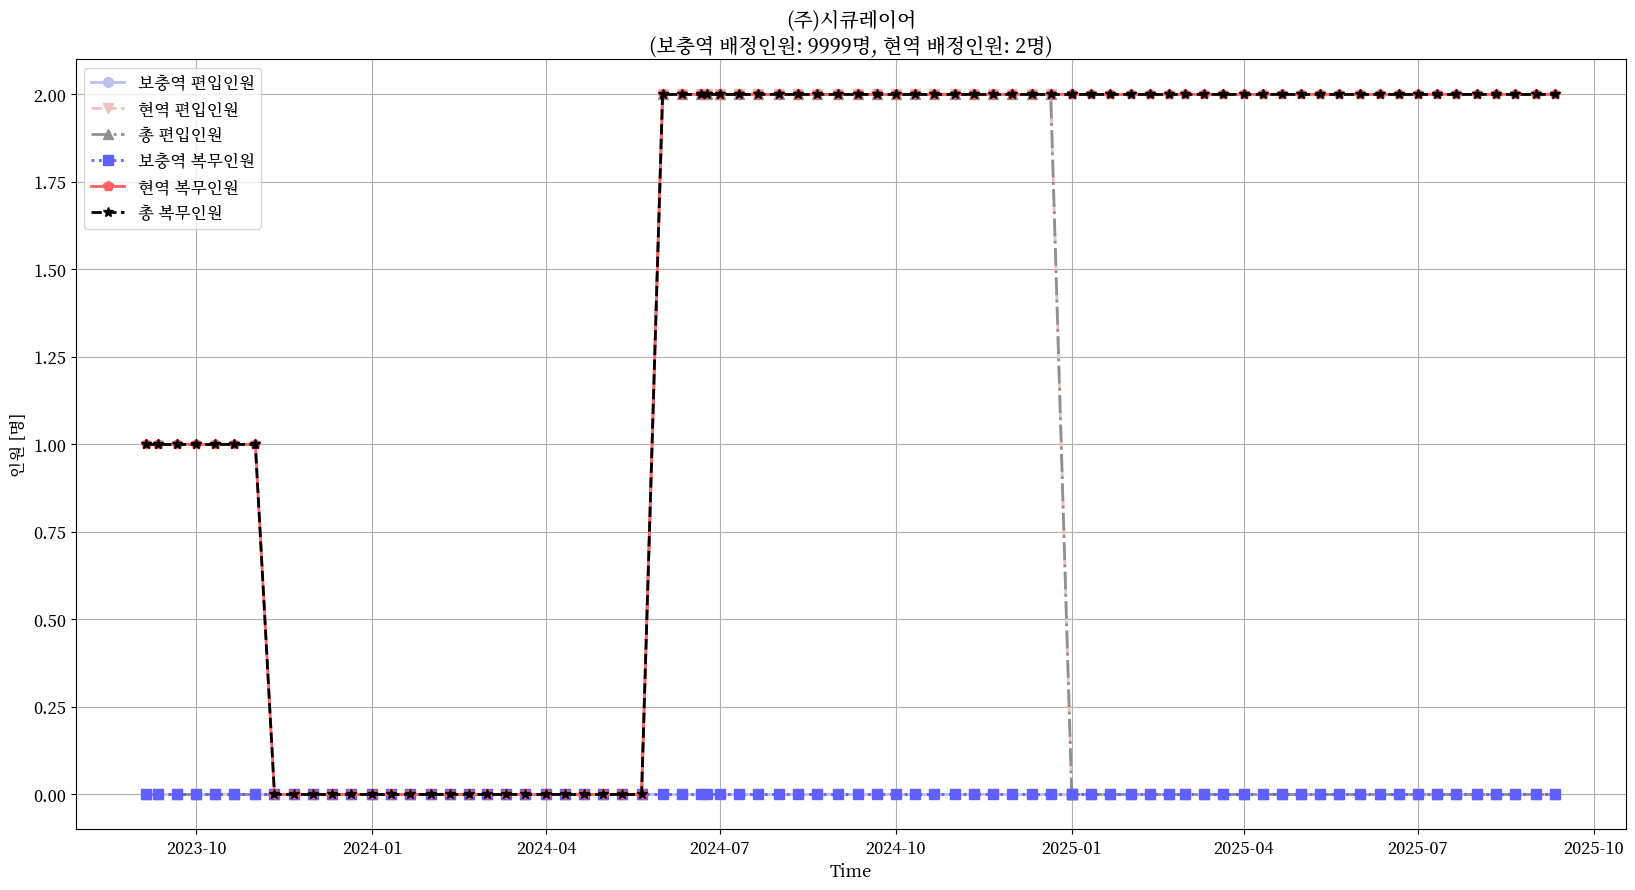 (주)시큐레이어
(보충역 배정인원: 9999명, 현역 배정인원: 2명)
보충역 편입인원
현역 편입인원
총 편입인원
보충역 복무인원
현역 복무인원
총 복무인원
2.00
1.75
1.50
1.25
1.00
0.75
0.50
0.25
0.00
인원 [명]
2023-10
2024-01
2024-04
2024-07
2024-10
2025-01
2025-04
2025-07
2025-10
Time